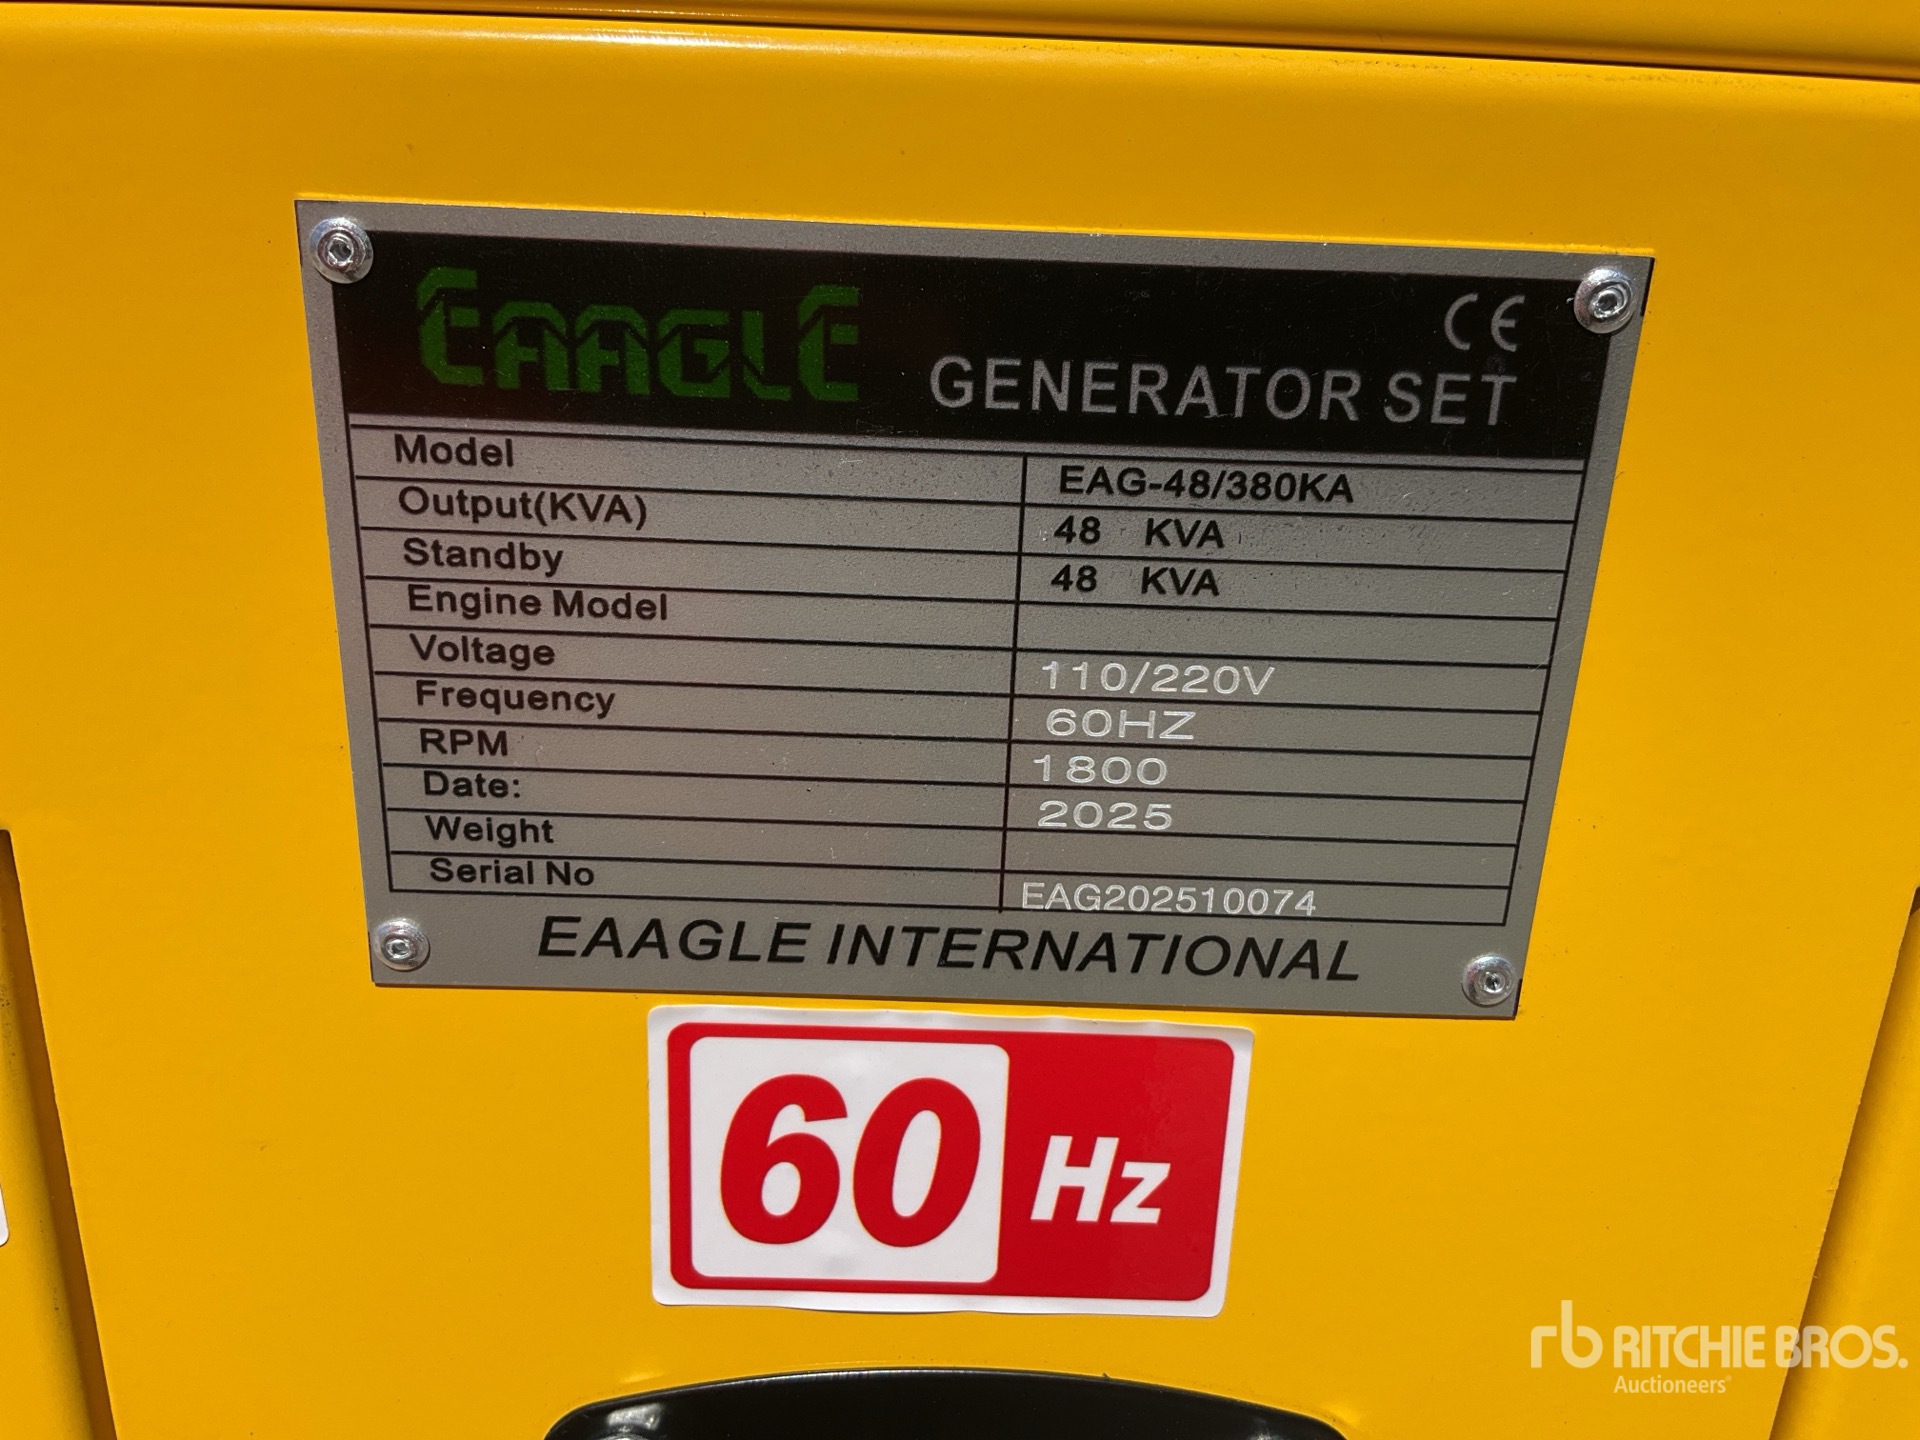 EAAGLE
CE
GENERATOR SET
Model EAG-48/380KA
Output(KVA) 48 KVA
Standby 48 KVA
Engine Model
Voltage 110/220V
Frequency 60HZ
RPM 1800
Date: 2025
Weight
Serial No EAG202510074
EAAGLE INTERNATIONAL
60 Hz
rb RITCHIE BROS.
Auctioneers